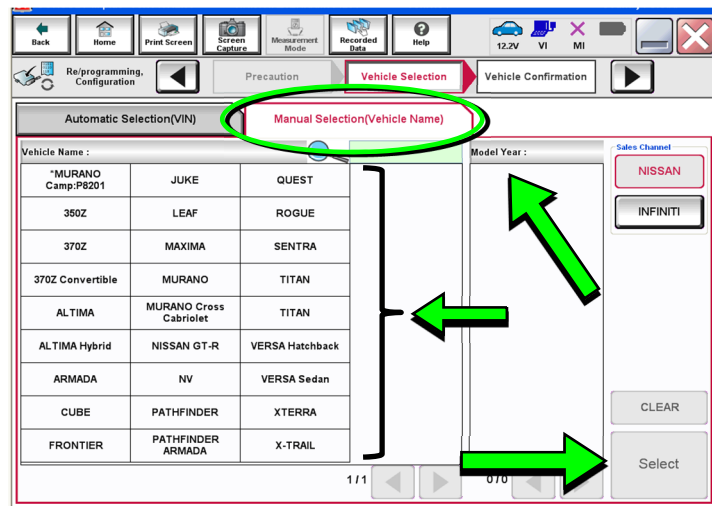 Back
Home
Print Screen
Screen
Capture
Measurement
Mode
Recorded
Data
Help
12.2V
VI
MI
Re/programming,
Configuration
Precaution
Vehicle Selection
Vehicle Confirmation
Automatic Selection(VIN)
Manual Selection(Vehicle Name)
Vehicle Name :
Model Year :
Sales Channel
*MURANO
Camp:P8201
JUKE
QUEST
NISSAN
350Z
LEAF
ROGUE
INFINITI
370Z
MAXIMA
SENTRA
370Z Convertible
MURANO
TITAN
ALTIMA
MURANO Cross
Cabriolet
TITAN
ALTIMA Hybrid
NISSAN GT-R
VERSA Hatchback
ARMADA
NV
VERSA Sedan
CUBE
PATHFINDER
XTERRA
CLEAR
FRONTIER
PATHFINDER
ARMADA
X-TRAIL
Select
1/1
0/0